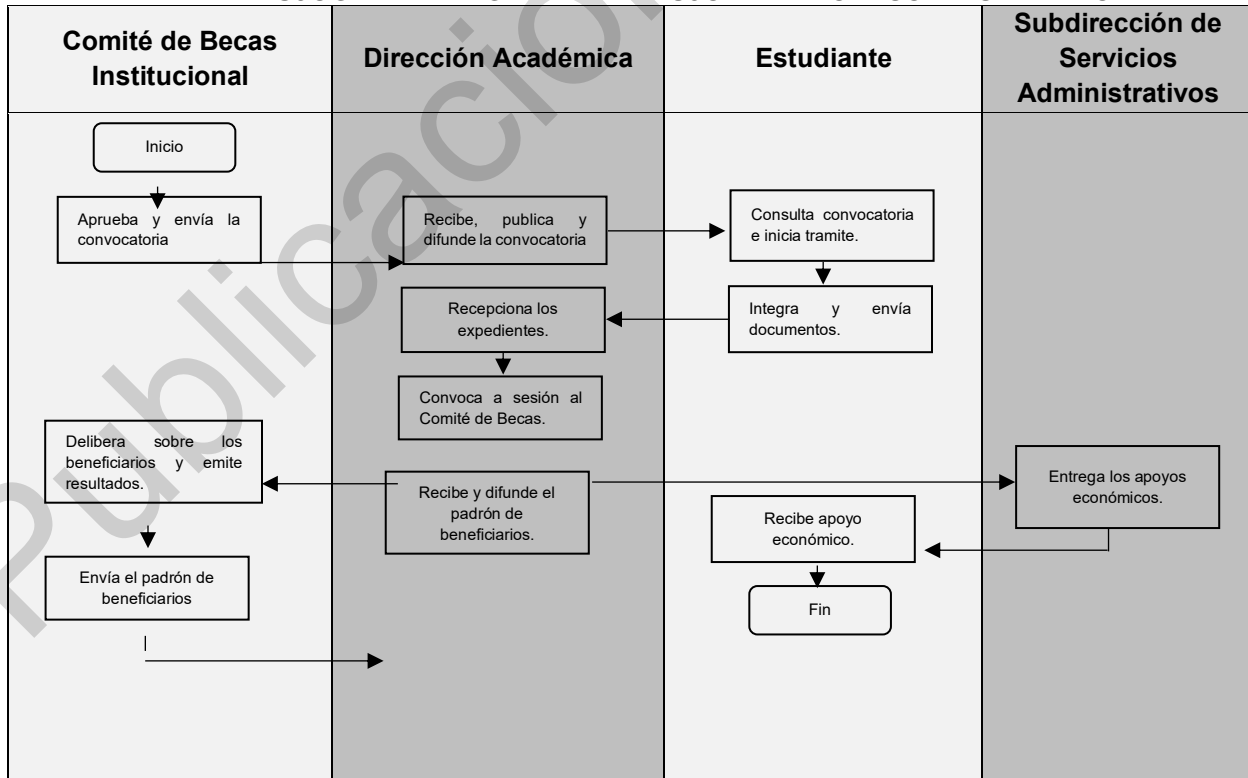 Comité de Becas
Institucional
Dirección Académica
Estudiante
Subdirección de
Servicios
Administrativos
Inicio
Aprueba y envía la
convocatoria
Recibe, publica y
difunde la convocatoria
Consulta convocatoria
e inicia tramite.
Recepciona los
expedientes.
Integra y envía
documentos.
Convoca a sesión al
Comité de Becas.
Delibera sobre los
beneficiarios y emite
resultados.
Recibe y difunde el
padrón de
beneficiarios.
Entrega los apoyos
económicos.
Recibe apoyo
económico.
Envía el padrón de
beneficiarios
Fin